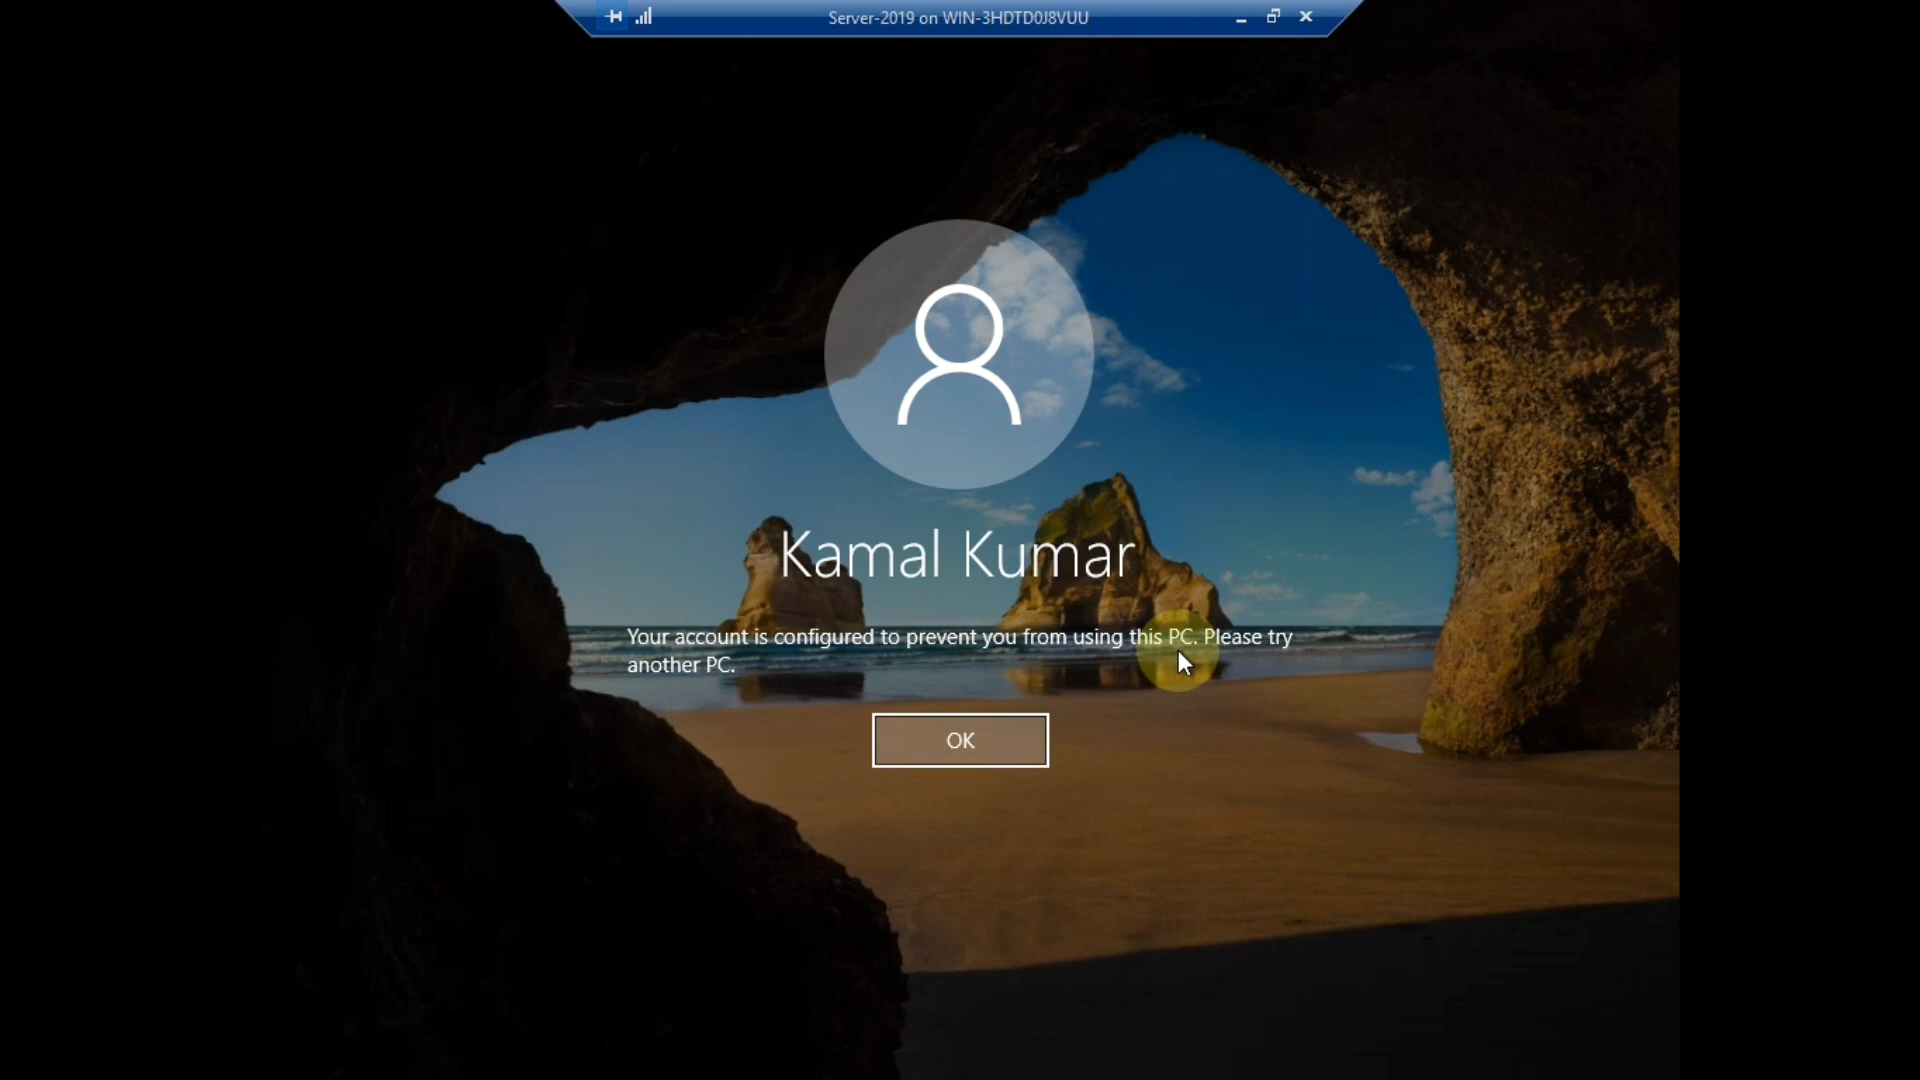 Server-2019 on WIN-3HDTD0J8VUU
Kamal Kumar
Your account is configured to prevent you from using this PC. Please try
another PC.
OK